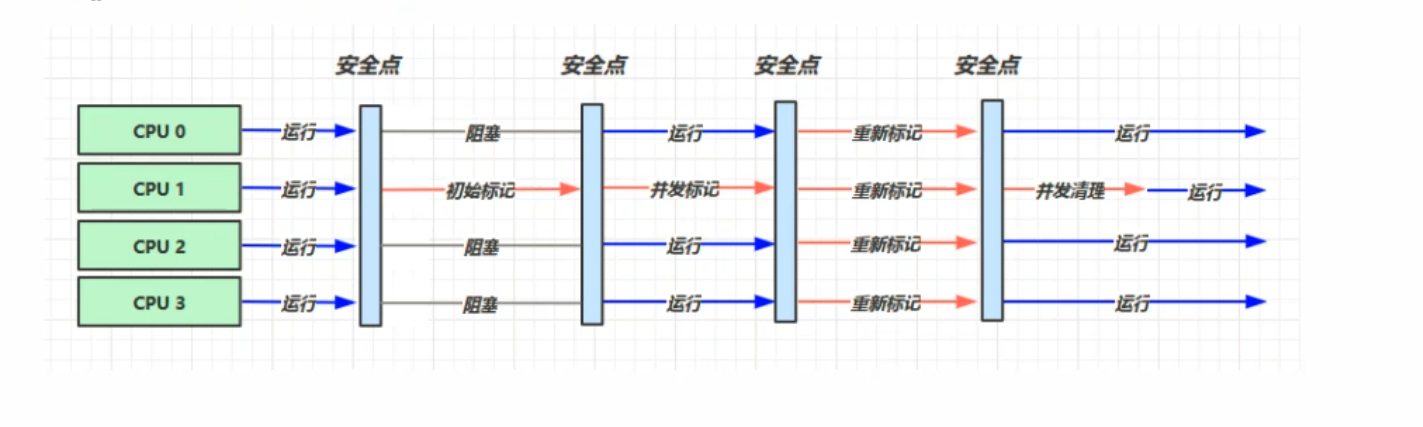 安全点 安全点 安全点 安全点
CPU 0 运行 阻塞 运行 重新标记 运行
CPU 1 运行 初始标记 并发标记 重新标记 并发清理 运行
CPU 2 运行 阻塞 运行 重新标记 运行
CPU 3 运行 阻塞 运行 重新标记 运行